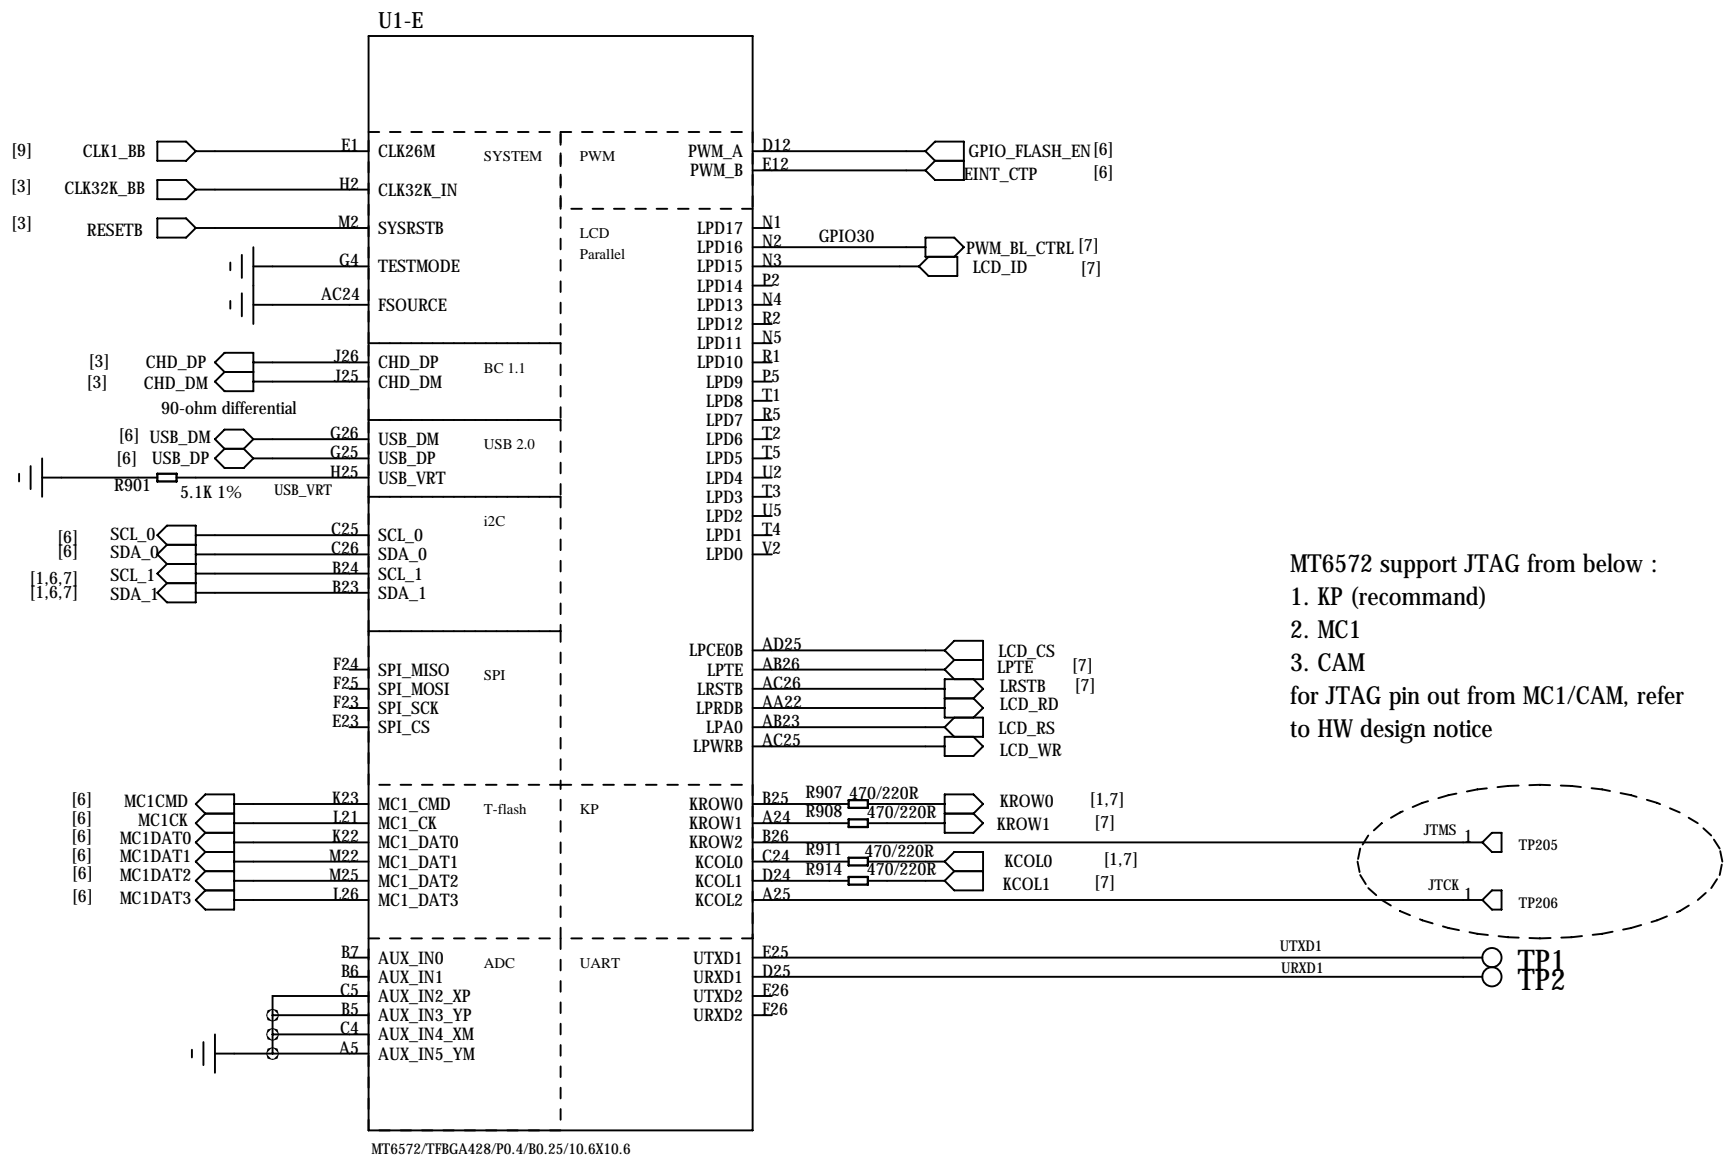 U1-E
[9] CLK1_BB E1 CLK26M SYSTEM PWM PWM_A D12 GPIO_FLASH_EN [6]
PWM_B E12 EINT_CTP [6]
[3] CLK32K_BB H2 CLK32K_IN
[3] RESETB M2 SYSRSTB LCD LPD17 N1
Parallel LPD16 N2 GPIO30 PWM_BL_CTRL [7]
G4 TESTMODE LPD15 N3 LCD_ID [7]
LPD14 P2
AC24 FSOURCE LPD13 N4
LPD12 R2
LPD11 N5
[3] CHD_DP J26 CHD_DP BC 1.1 LPD10 R1
[3] CHD_DM J25 CHD_DM LPD9 P5
90-ohm differential LPD8 T1
LPD7 R5
[6] USB_DM G26 USB_DM USB 2.0 LPD6 T2
[6] USB_DP G25 USB_DP LPD5 T5
R901 5.1K 1% USB_VRT H25 USB_VRT LPD4 U2
LPD3 T3
i2C LPD2 U5
[6] SCL_0 C25 SCL_0 LPD1 T4
[6] SDA_0 C26 SDA_0 LPD0 V2
[1,6,7] SCL_1 B24 SCL_1
[1,6,7] SDA_1 B23 SDA_1
MT6572 support JTAG from below :
1. KP (recommand)
2. MC1
3. CAM
for JTAG pin out from MC1/CAM, refer
to HW design notice
LPCE0B AD25 LCD_CS
F24 SPI_MISO SPI LPTE AB26 LPTE [7]
F25 SPI_MOSI LRSTB AC26 LRSTB [7]
F23 SPI_SCK LPRDB AA22 LCD_RD
E23 SPI_CS LPA0 AB23 LCD_RS
LPWRB AC25 LCD_WR
[6] MC1CMD K23 MC1_CMD T-flash KP KROW0 B25 R907 470/220R KROW0 [1,7]
[6] MC1CK L21 MC1_CK KROW1 A24 R908 470/220R KROW1 [7]
[6] MC1DAT0 K22 MC1_DAT0 KROW2 B26 JTMS 1 TP205
[6] MC1DAT1 M22 MC1_DAT1 KCOL0 C24 R911 470/220R KCOL0 [1,7]
[6] MC1DAT2 M25 MC1_DAT2 KCOL1 D24 R914 470/220R KCOL1 [7]
[6] MC1DAT3 L26 MC1_DAT3 KCOL2 A25 JTCK 1 TP206
B7 AUX_IN0 ADC UART UTXD1 E25 UTXD1 TP1
B6 AUX_IN1 URXD1 D25 URXD1 TP2
C5 AUX_IN2_XP UTXD2 E26
B5 AUX_IN3_YP URXD2 F26
C4 AUX_IN4_XM
A5 AUX_IN5_YM
MT6572/TFBGA428/P0.4/B0.25/10.6X10.6